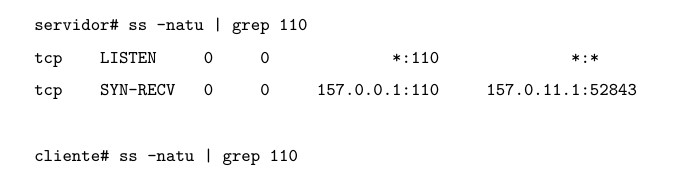 servidor# ss -natu | grep 110
tcp LISTEN 0 0 *:110 *:*
tcp SYN-RECV 0 0 157.0.0.1:110 157.0.11.1:52843
cliente# ss -natu | grep 110